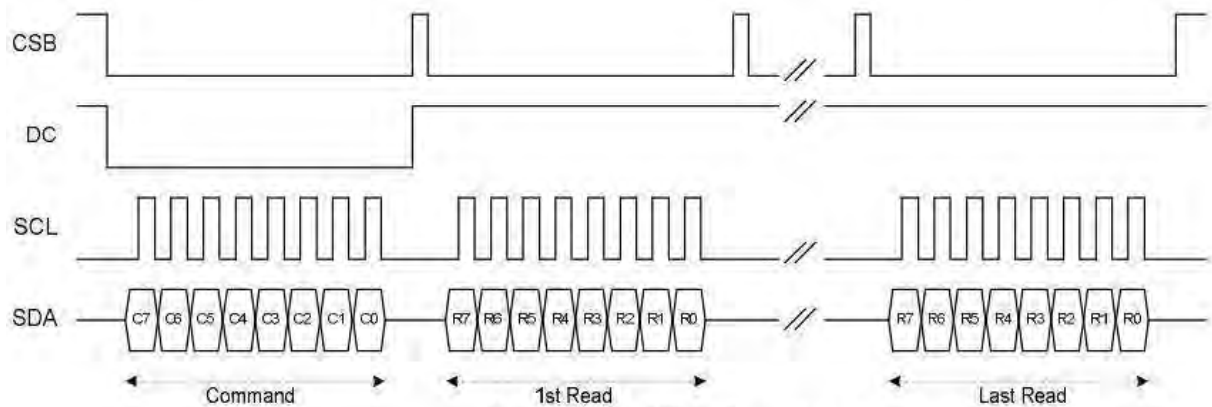 CSB
DC
SCL
SDA
C7 C6 C5 C4 C3 C2 C1 C0 R7 R6 R5 R4 R3 R2 R1 R0 R7 R6 R5 R4 R3 R2 R1 R0
Command 1st Read Last Read